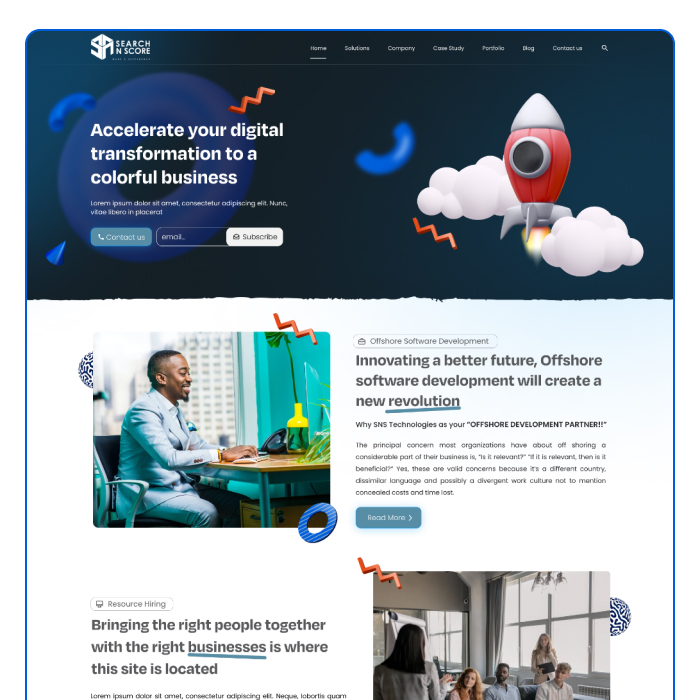 SEARCH
N SCORE
Home Solutions Company Case Study Portfolio Blog Contact us
Accelerate your digital
transformation to a
colorful business
Lorem ipsum dolor sit amet, consectetur adipiscing elit. Nunc,
vitae libero in placerat
Contact us email.. Subscribe
Offshore Software Development
Innovating a better future, Offshore
software development will create a
new revolution
Why SNS Technologies as your "OFFSHORE DEVELOPMENT PARTNER!!"
The principal concern most organizations have about off shoring a
considerable part of their business is, "Is it relevant?" "If it is relevant, then is it
beneficial?" Yes, these are valid concerns because it's a different country,
dissimilar language and possibly a divergent work culture not to mention
concealed costs and time lost.
Read More
Resource Hiring
Bringing the right people together
with the right businesses is where
this site is located
Lorem ipsum dolor sit amet, consectetur adipiscing elit. Neque, lobortis quam